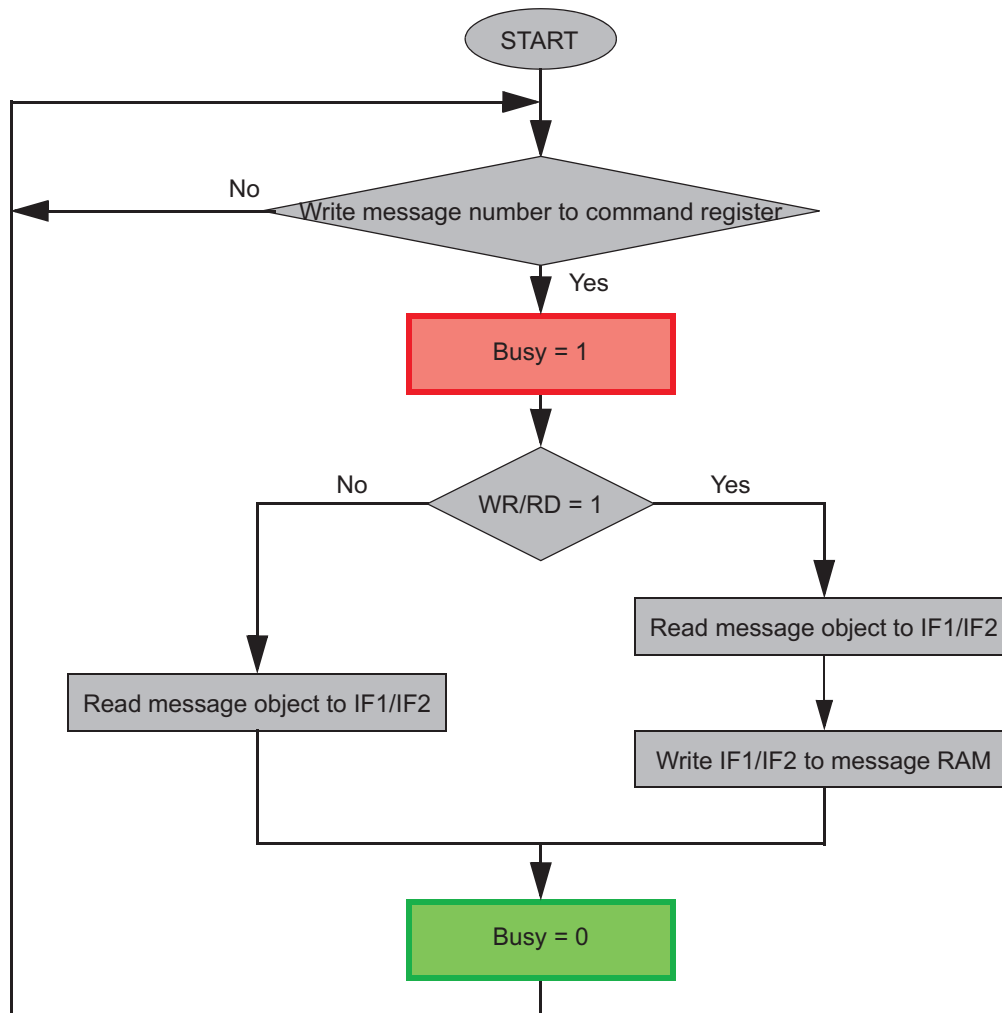 START
No
Write message number to command register
Yes
Busy = 1
No
WR/RD = 1
Yes
Read message object to IF1/IF2
Read message object to IF1/IF2
Write IF1/IF2 to message RAM
Busy = 0